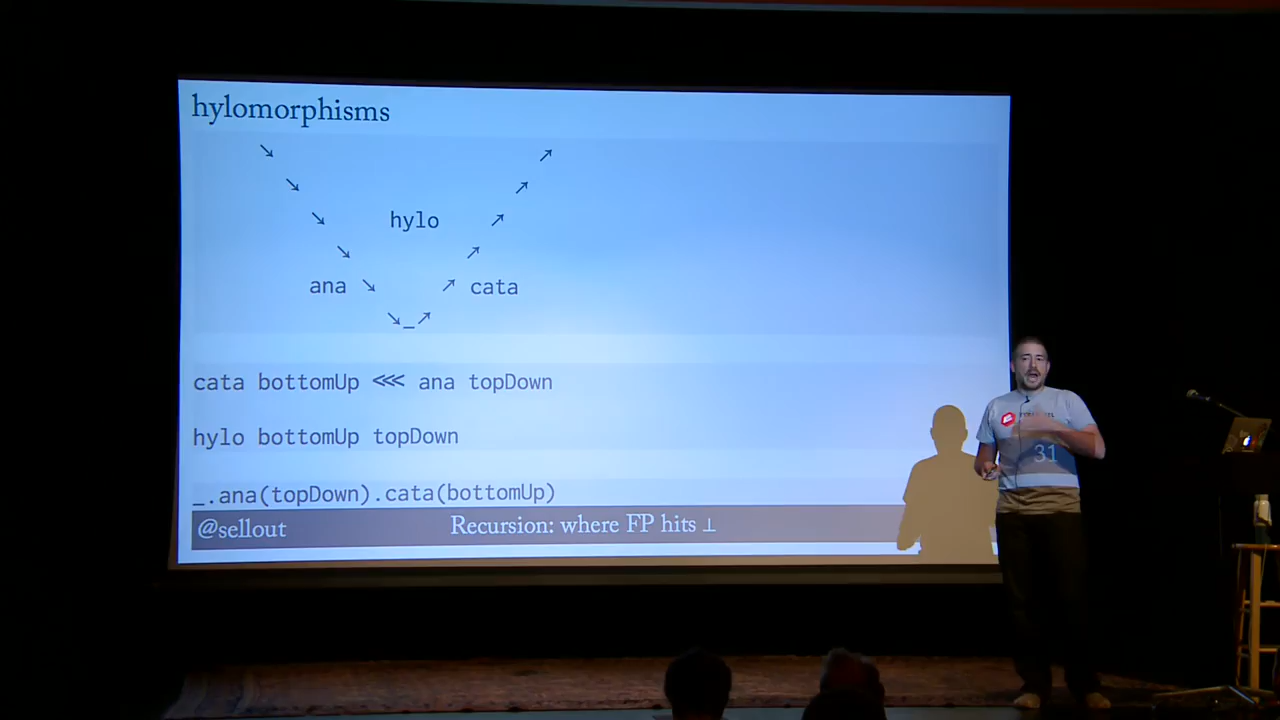 hylomorphisms
↘ ↗
↘ ↗
↘ hylo ↗
↘ ↗
ana ↘ ↗ cata
↘_↗
cata bottomUp <<< ana topDown
hylo bottomUp topDown
_.ana(topDown).cata(bottomUp)
@sellout Recursion: where FP hits ⊥
31